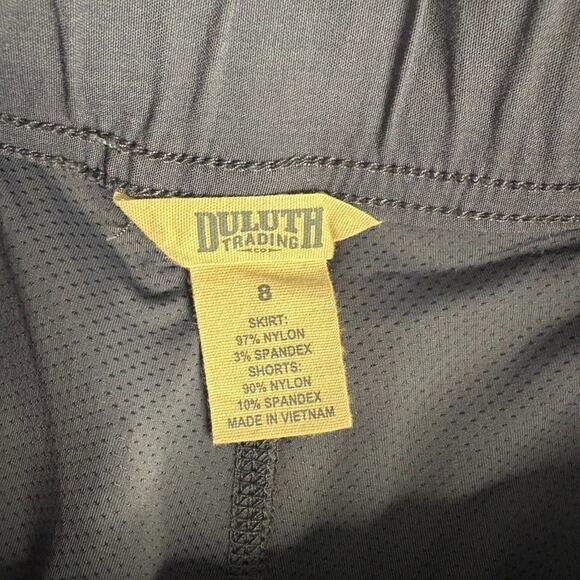 DULUTH
TRADING
CO
8
SKIRT:
97% NYLON
3% SPANDEX
SHORTS:
90% NYLON
10% SPANDEX
MADE IN VIETNAM